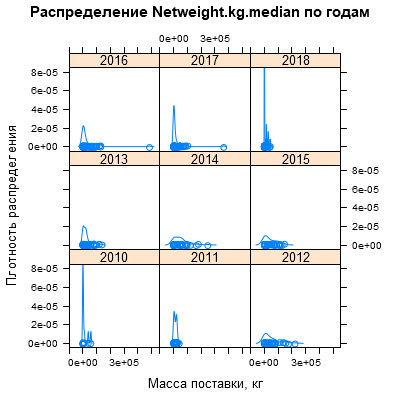 Распределение Netweight.kg.median по годам
0e+00 3e+05
2016 2017 2018
8e-05
6e-05
4e-05
2e-05
0e+00
2013 2014 2015
8e-05
6e-05
4e-05
2e-05
0e+00
2010 2011 2012
8e-05
6e-05
4e-05
2e-05
0e+00
0e+00 3e+05 0e+00 3e+05
Плотность распределения
Масса поставки, кг